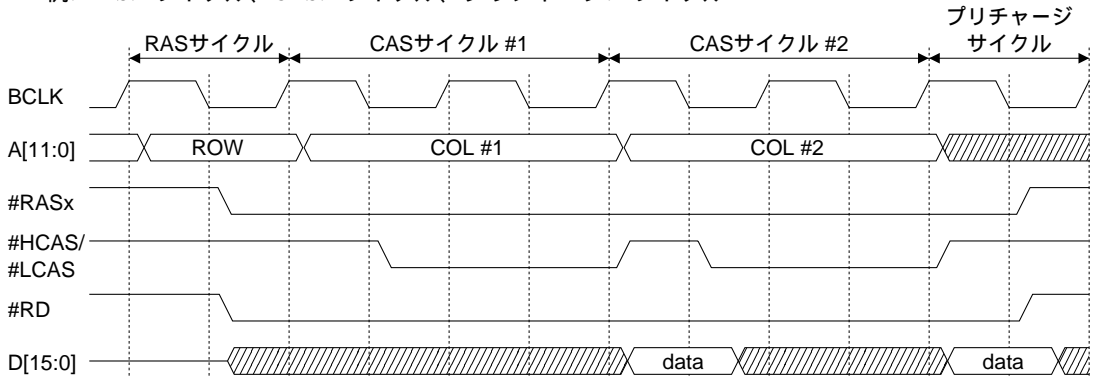 プリチャージ
サイクル
RASサイクル
CASサイクル #1
CASサイクル #2
BCLK
A[11:0]
ROW
COL #1
COL #2
#RASx
#HCAS/
#LCAS
#RD
D[15:0]
data
data